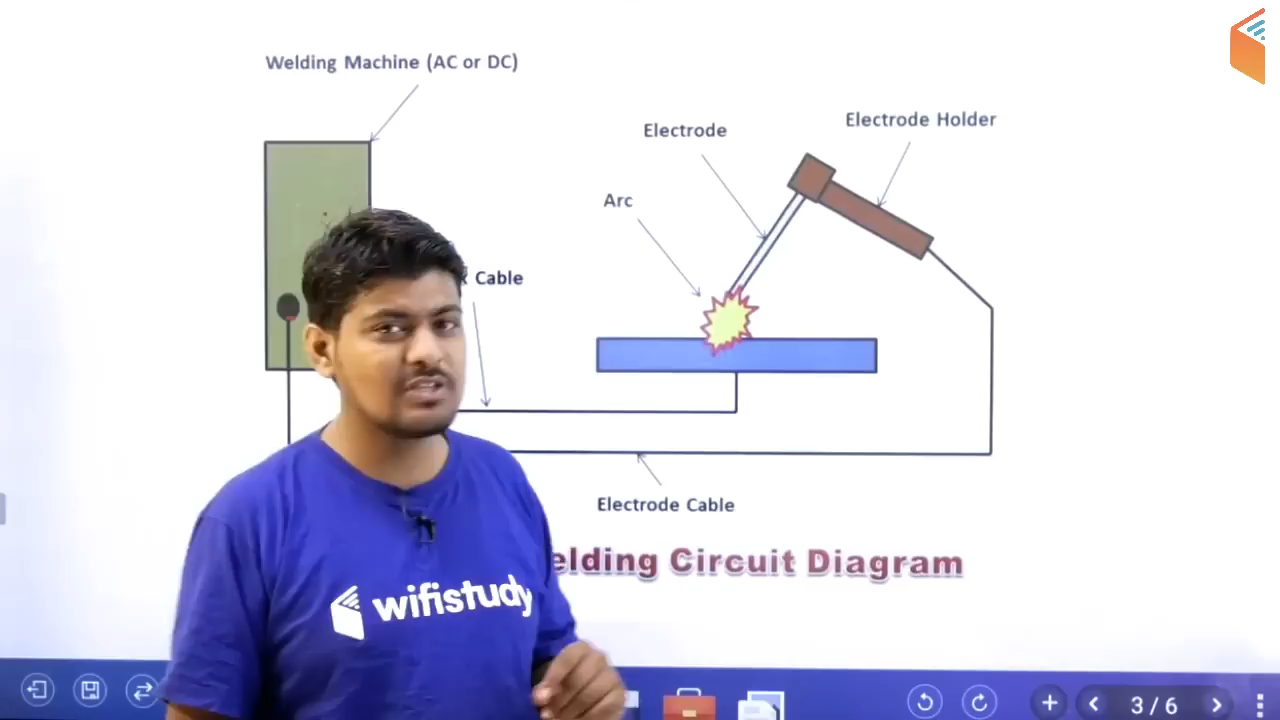 Welding Machine (AC or DC)
Electrode Holder
Electrode
Arc
Cable
Electrode Cable
elding Circuit Diagram
wifistudy
3 / 6